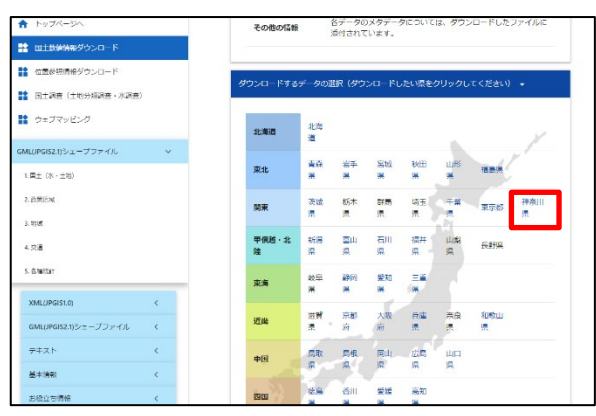 トップページへ
国土数値情報ダウンロード
位置参照情報ダウンロード
国土調査（土地分類調査・水調査）
ウェブマッピング
GML(JPGIS2.1)シェープファイル
1.国土（水・土地）
2.政策区域
3.地域
4.交通
5.各種統計
XML(JPGIS1.0)
GML(JPGIS2.1)シェープファイル
テキスト
基本情報
お役立ち情報
その他の情報
各データのメタデータについては、ダウンロードしたファイルに
添付されています。
ダウンロードするデータの選択（ダウンロードしたい県をクリックしてください）
北海道 北海道
東北 青森県 岩手県 宮城県 秋田県 山形県 福島県
関東 茨城県 栃木県 群馬県 埼玉県 千葉県 東京都 神奈川県
甲信越・北陸 新潟県 富山県 石川県 福井県 山梨県 長野県
東海 岐阜県 静岡県 愛知県 三重県
近畿 滋賀県 京都府 大阪府 兵庫県 奈良県 和歌山県
中国 鳥取県 島根県 岡山県 広島県 山口県
四国 徳島 香川 愛媛 高知